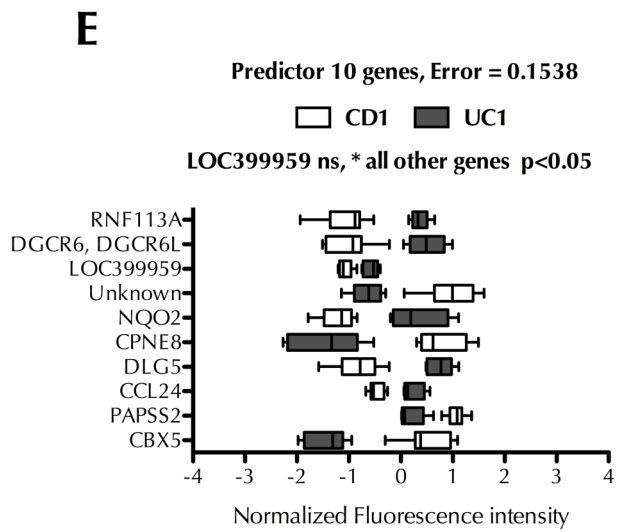 E
Predictor 10 genes, Error = 0.1538
CD1 UC1
LOC399959 ns, * all other genes p<0.05
RNF113A
DGCR6, DGCR6L
LOC399959
Unknown
NQO2
CPNE8
DLG5
CCL24
PAPSS2
CBX5
-4 -3 -2 -1 0 1 2 3 4
Normalized Fluorescence intensity